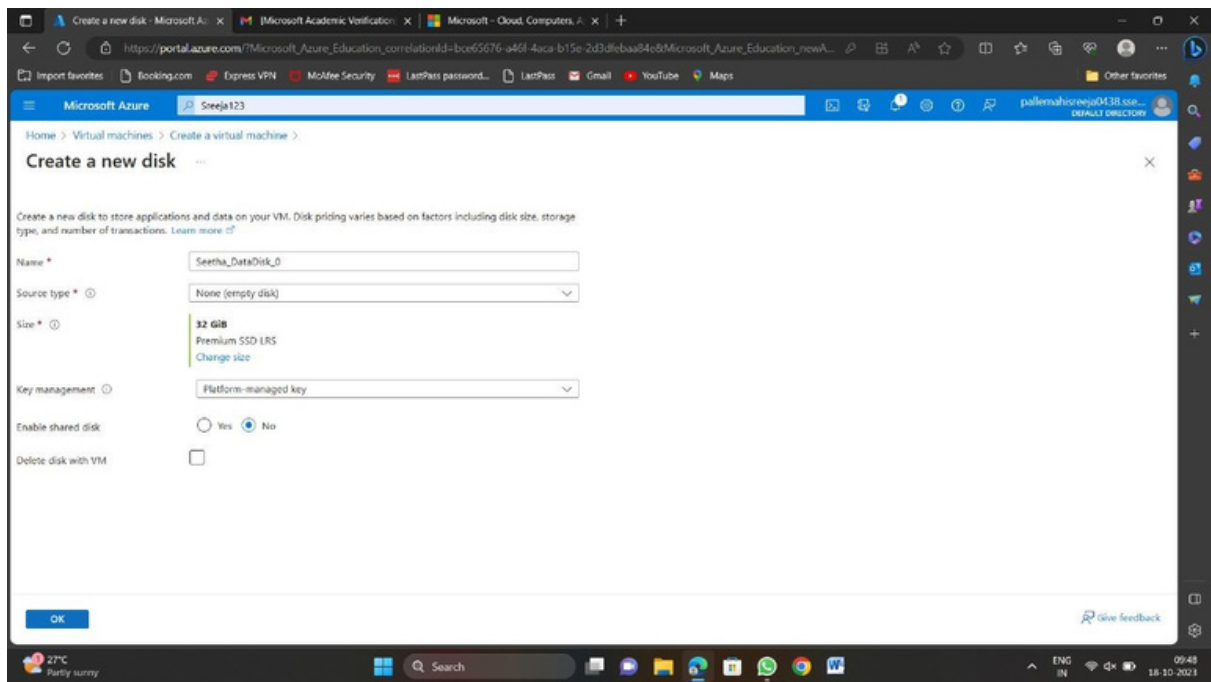 Create a new disk - Microsoft Az
[Microsoft Academic Verification
Microsoft – Cloud, Computers, A
https://portal.azure.com/?Microsoft_Azure_Education_correlationId=bce65676-a46f-4aca-b15e-2d3dfebaa84e&Microsoft_Azure_Education_newA...
Import favorites Booking.com Express VPN McAfee Security LastPass password... LastPass Gmail YouTube Maps Other favorites
Microsoft Azure Sreeja123 1 pallemahisreeja0438.sse...
DEFAULT DIRECTORY
Home > Virtual machines > Create a virtual machine >
Create a new disk ...
Create a new disk to store applications and data on your VM. Disk pricing varies based on factors including disk size, storage
type, and number of transactions. Learn more
Name * Seetha_DataDisk_0
Source type * None (empty disk)
Size * 32 GiB
Premium SSD LRS
Change size
Key management Platform-managed key
Enable shared disk Yes No
Delete disk with VM
OK Give feedback
1 27°C
Partly sunny
Search
ENG
IN
09:48
18-10-2023